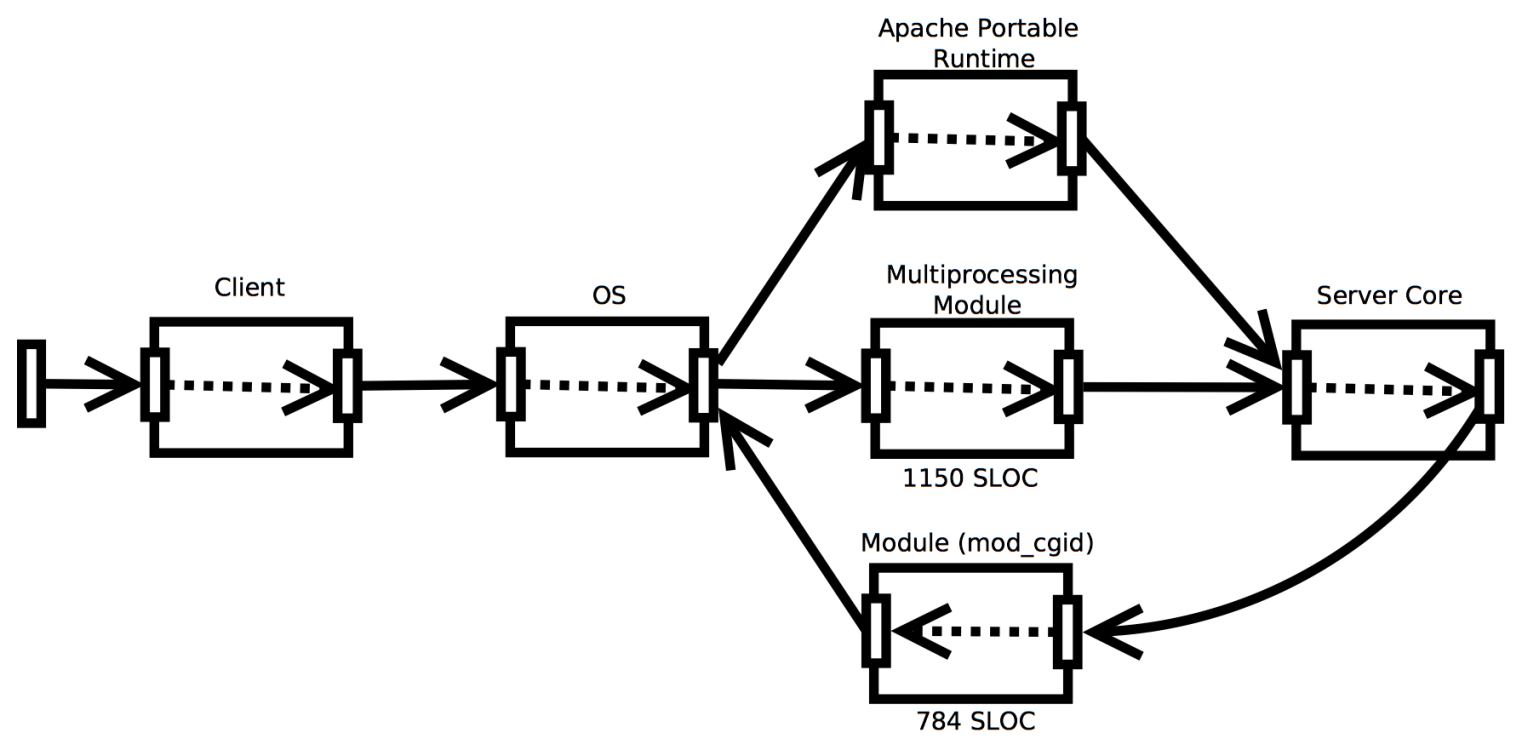 Apache Portable
Runtime
Client
OS
Multiprocessing
Module
Server Core
1150 SLOC
Module (mod_cgid)
784 SLOC